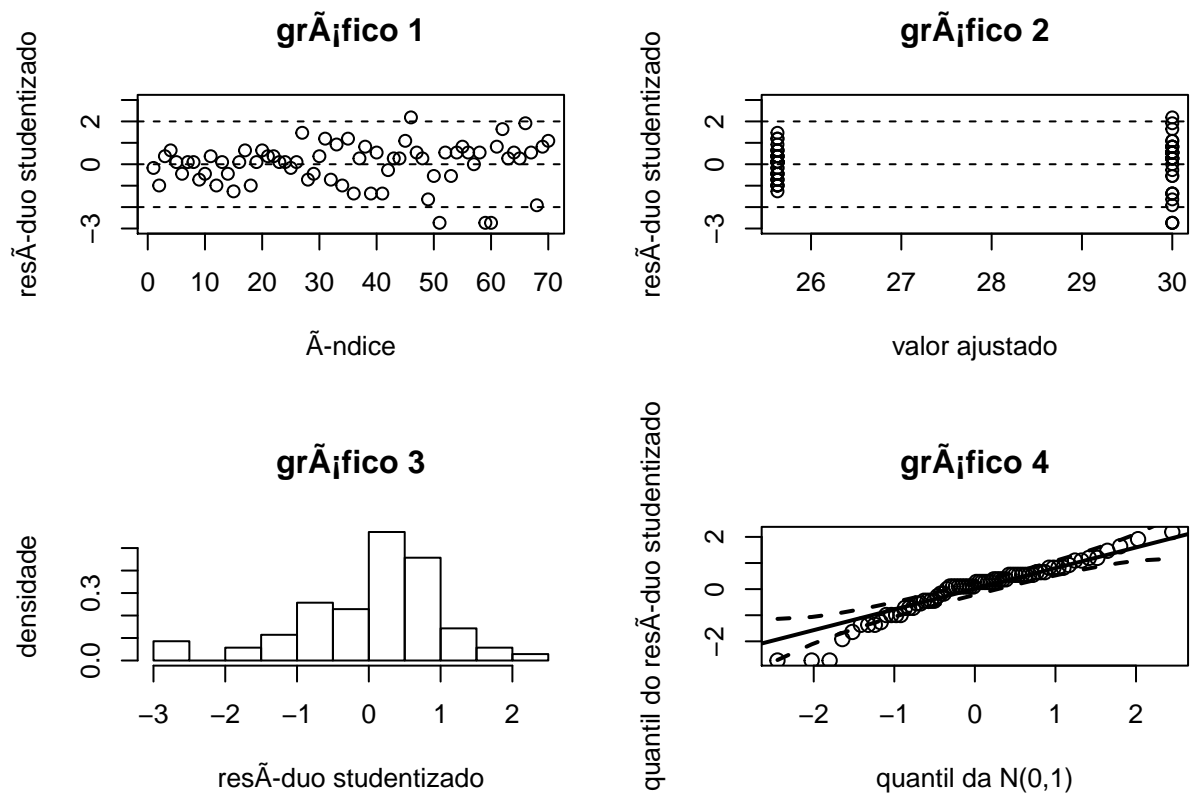 grÃ¡fico 1
resÃ-duo studentizado
2
0
−3
0 10 20 30 40 50 60 70
Ã-ndice
grÃ¡fico 2
resÃ-duo studentizado
2
0
−3
26 27 28 29 30
valor ajustado
grÃ¡fico 3
densidade
0.3
0.0
−3 −2 −1 0 1 2
resÃ-duo studentizado
grÃ¡fico 4
quantil do resÃ-duo studentizado
2
0
−2
−2 −1 0 1 2
quantil da N(0,1)